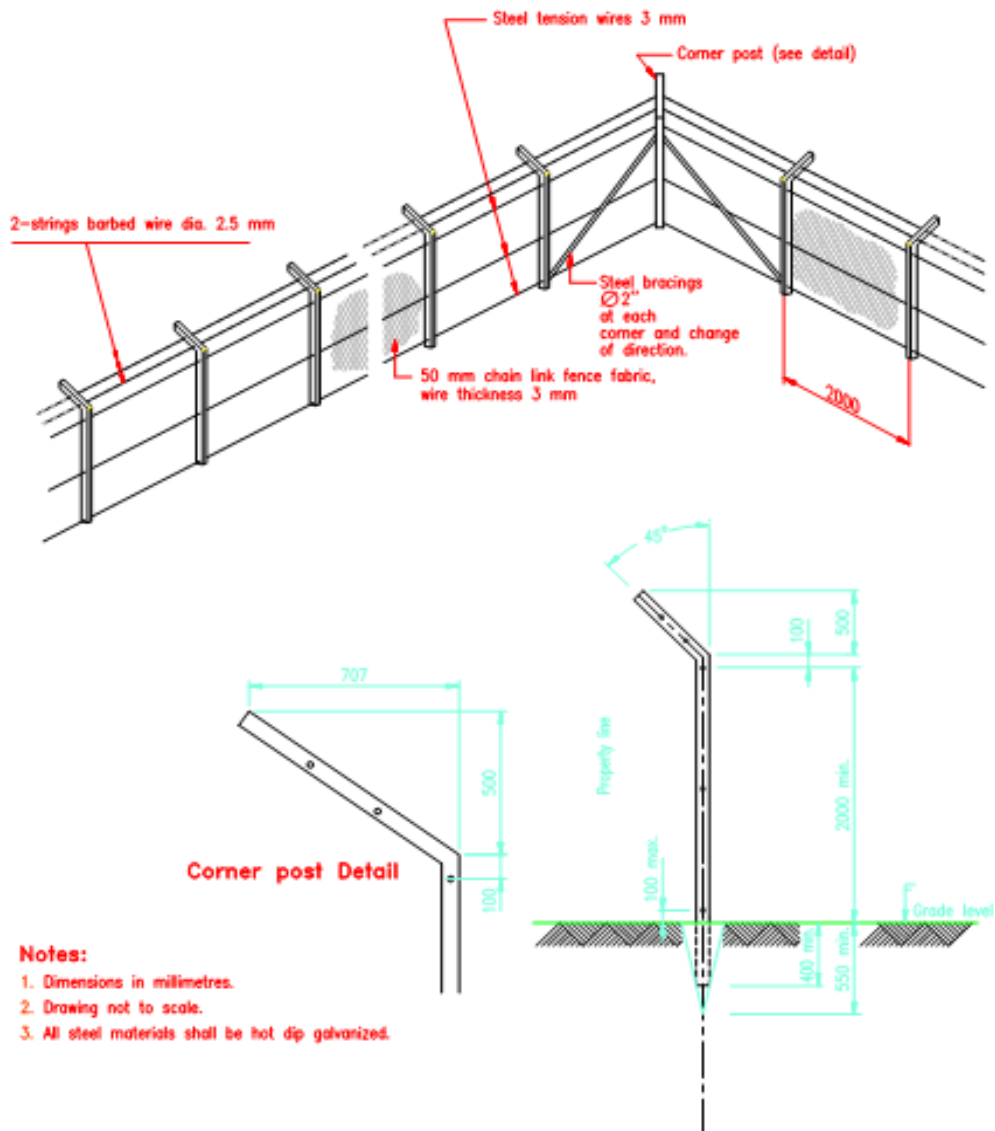 Steel tension wires 3 mm
Corner post (see detail)
2-strings barbed wire dia. 2.5 mm
Steel bracings
∅2"
at each
corner and change
of direction.
50 mm chain link fence fabric,
wire thickness 3 mm
2000
45°
100
500
707
500
Property line
2000 min.
Corner post Detail
100
100 max.
Grade level
400 min.
550 min.
Notes:
1. Dimensions in millimetres.
2. Drawing not to scale.
3. All steel materials shall be hot dip galvanized.